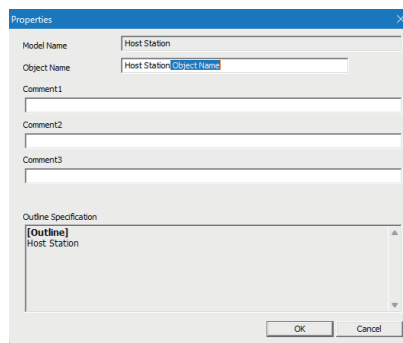 Properties
Model Name Host Station
Object Name Host Station Object Name
Comment1
Comment2
Comment3
Outline Specification
[Outline]
Host Station
OK Cancel